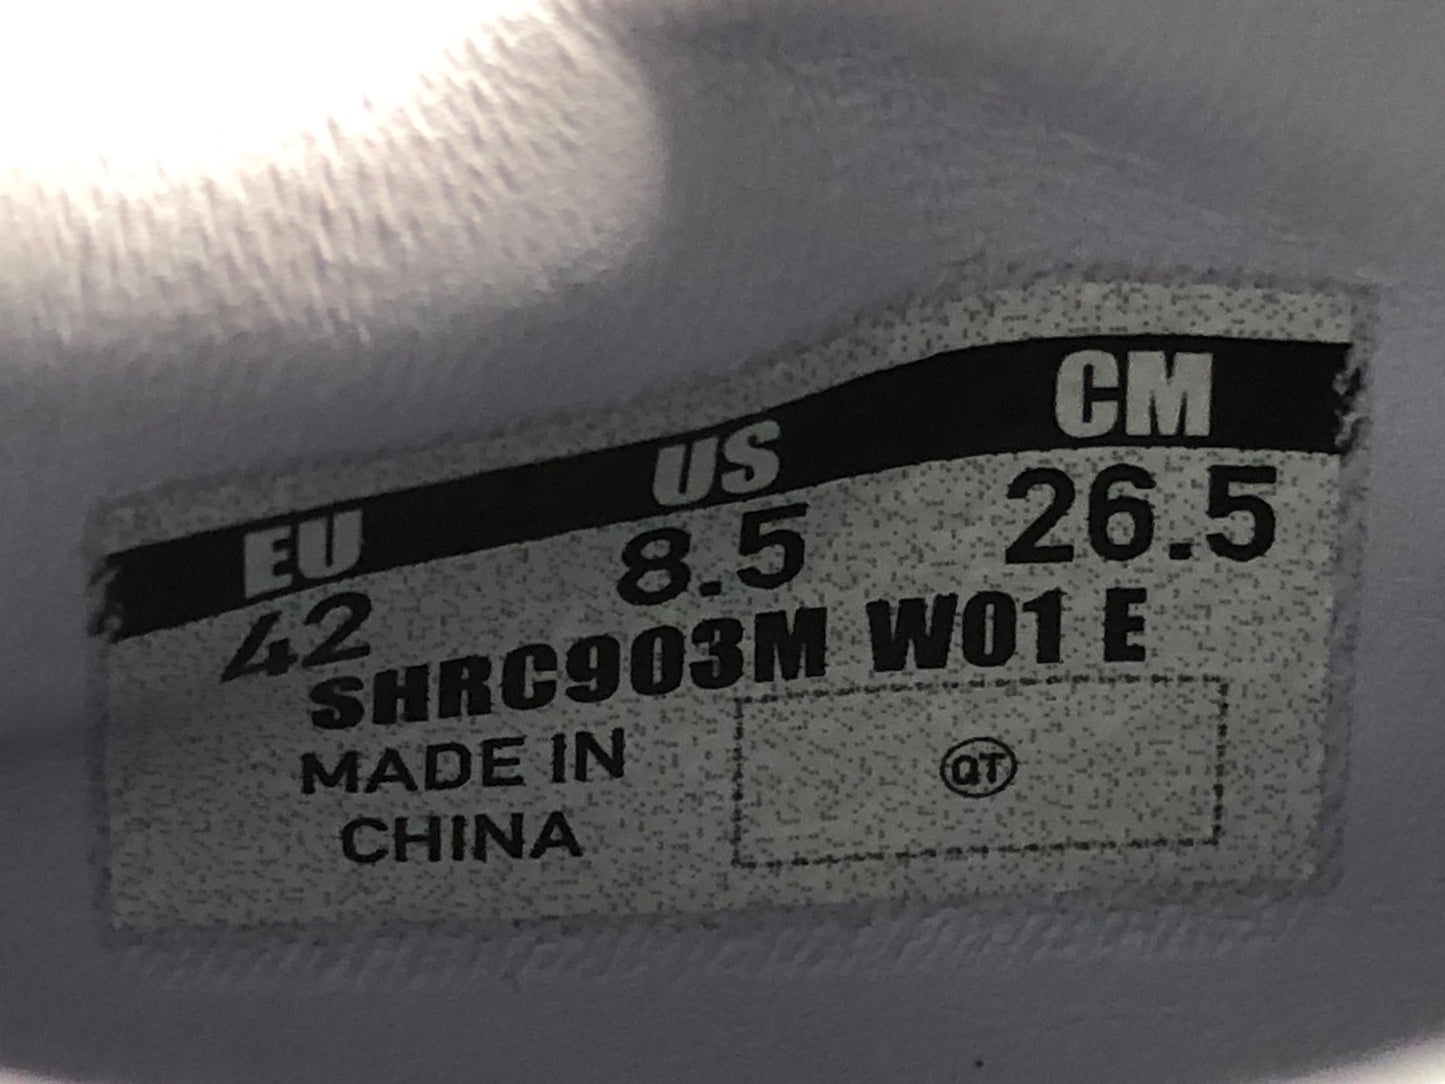 EU US CM
42 8.5 26.5
SHRC903M W01 E
MADE IN
CHINA
QT